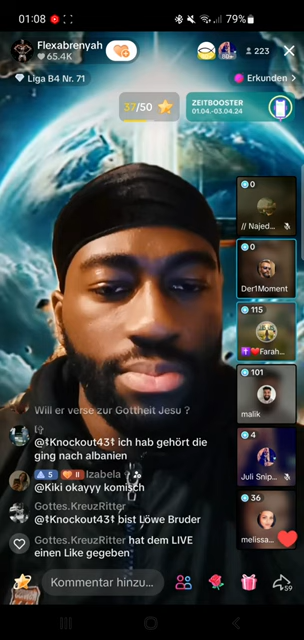 01:08
79%
Flexabrenyah
65.4K
223
Liga B4 Nr. 71
Erkunden >
37/50
ZEITBOOSTER
01.04.-03.04.24
0
// Najed...
0
Der1Moment
115
Farah...
101
malik
4
Juli Snip...
36
melissa...
Will er verse zur Gottheit Jesu ?
@Knockout43 ich hab gehört die
ging nach albanien
5 II Izabela
@Kiki okayyy komisch
Gottes.KreuzRitter
@Knockout43 bist Löwe Bruder
Gottes.KreuzRitter hat dem LIVE
einen Like gegeben
Kommentar hinzu...
59